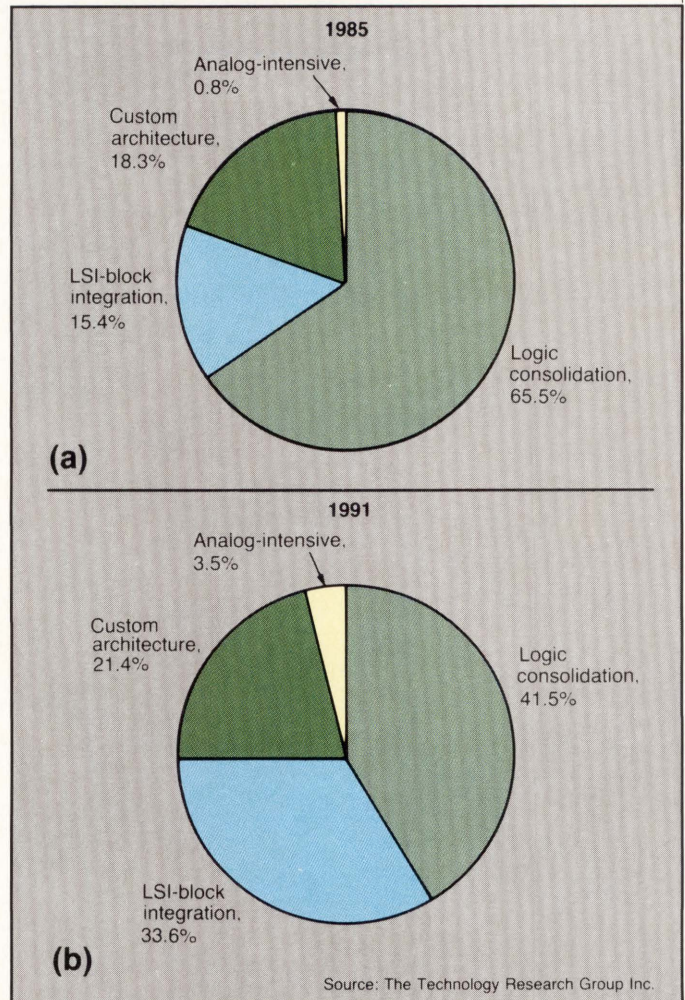 1985
Analog-intensive,
0.8%
Custom
architecture,
18.3%
LSI-block
integration,
15.4%
Logic
consolidation,
65.5%
(a)
1991
Analog-intensive,
3.5%
Custom
architecture,
21.4%
Logic
consolidation,
41.5%
LSI-block
integration,
33.6%
(b)
Source: The Technology Research Group Inc.